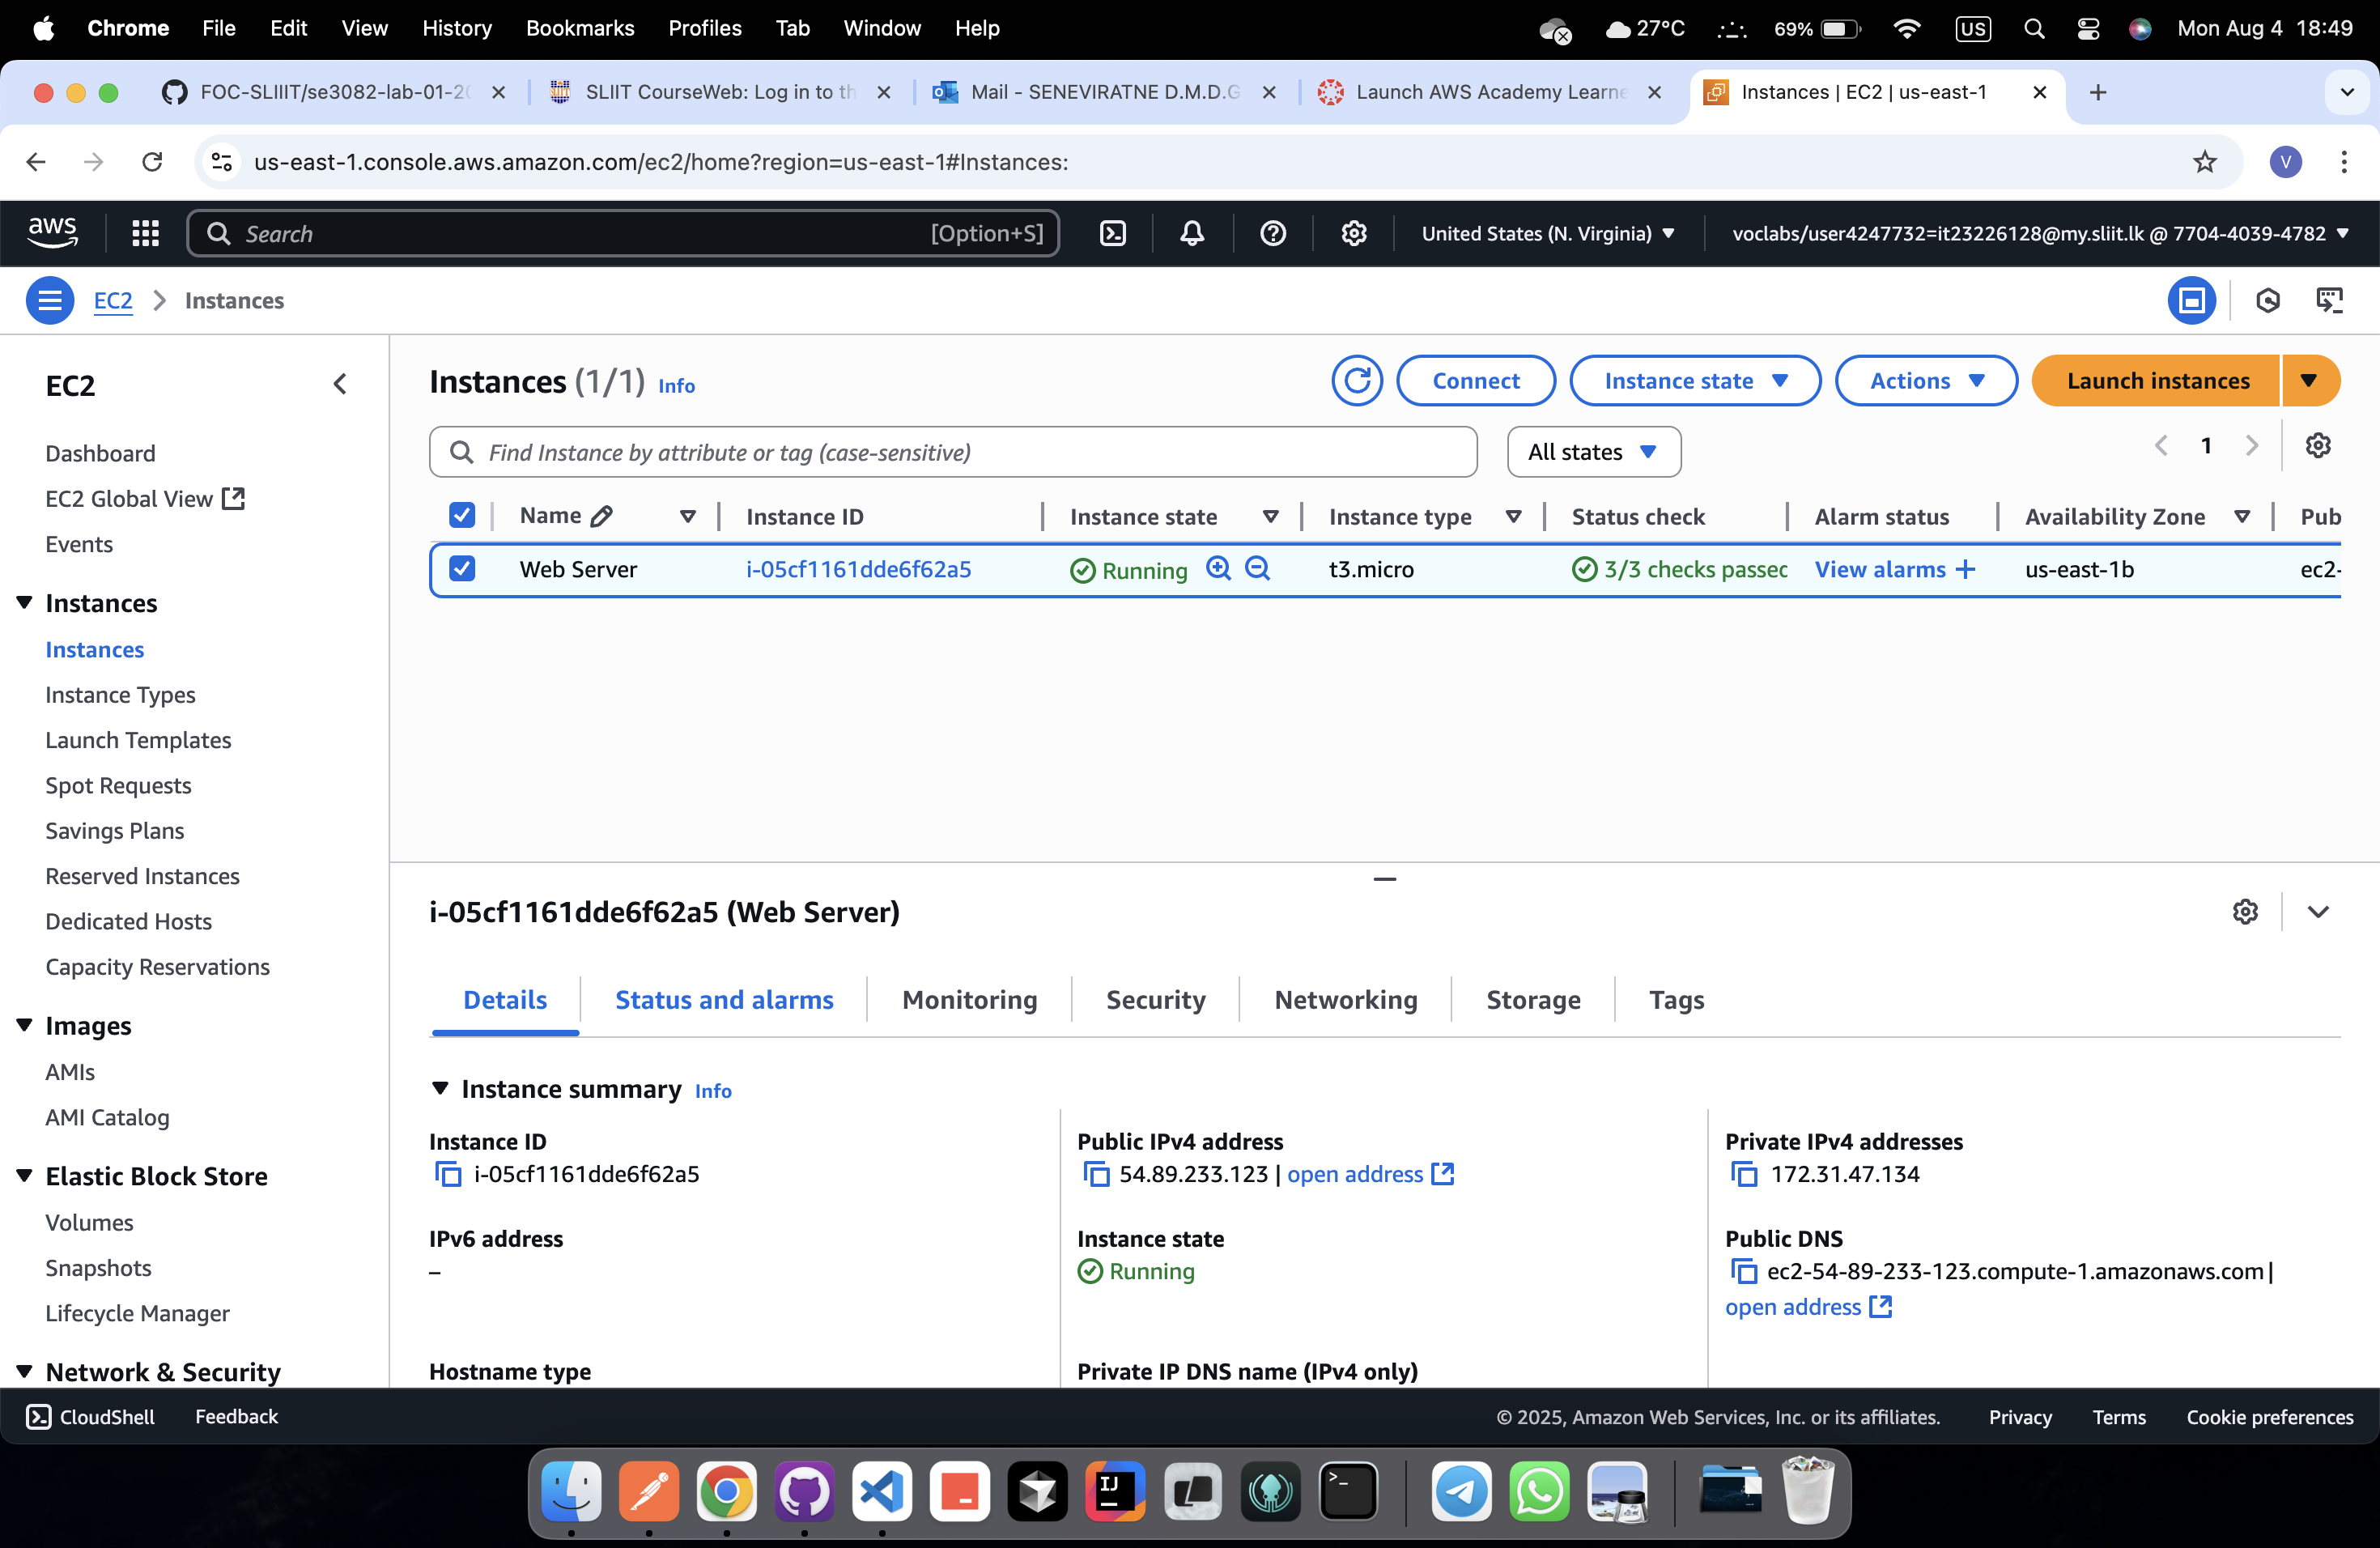 Chrome File Edit View History Bookmarks Profiles Tab Window Help 27°C 69% US Mon Aug 4 18:49
FOC-SLIIIT/se3082-lab-01-20 SLIIT CourseWeb: Log in to th Mail - SENEVIRATNE D.M.D.G Launch AWS Academy Learne Instances | EC2 | us-east-1
us-east-1.console.aws.amazon.com/ec2/home?region=us-east-1#Instances: V
aws Search [Option+S] United States (N. Virginia) voclabs/user4247732=it23226128@my.sliit.lk @ 7704-4039-4782
EC2 Instances
EC2
Dashboard
EC2 Global View
Events
Instances
Instances
Instance Types
Launch Templates
Spot Requests
Savings Plans
Reserved Instances
Dedicated Hosts
Capacity Reservations
Images
AMIs
AMI Catalog
Elastic Block Store
Volumes
Snapshots
Lifecycle Manager
Network & Security
Instances (1/1) Info Connect Instance state Actions Launch instances
Find Instance by attribute or tag (case-sensitive) All states 1
Name Instance ID Instance state Instance type Status check Alarm status Availability Zone Pub
Web Server i-05cf1161dde6f62a5 Running t3.micro 3/3 checks passec View alarms + us-east-1b ec2-
i-05cf1161dde6f62a5 (Web Server)
Details Status and alarms Monitoring Security Networking Storage Tags
Instance summary Info
Instance ID
i-05cf1161dde6f62a5
Public IPv4 address
54.89.233.123 | open address
Private IPv4 addresses
172.31.47.134
IPv6 address
–
Instance state
Running
Public DNS
ec2-54-89-233-123.compute-1.amazonaws.com |
open address
Hostname type
Private IP DNS name (IPv4 only)
CloudShell Feedback © 2025, Amazon Web Services, Inc. or its affiliates. Privacy Terms Cookie preferences
IJ